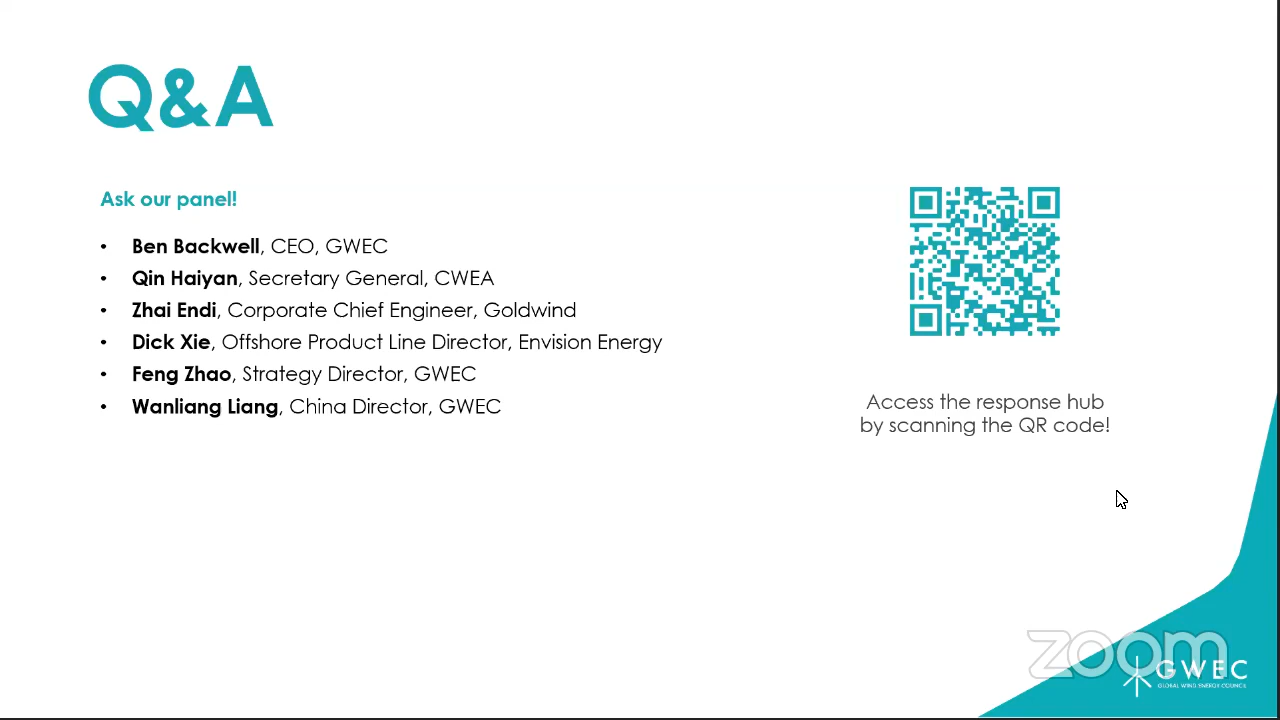 Q&A
Ask our panel!
• Ben Backwell, CEO, GWEC
• Qin Haiyan, Secretary General, CWEA
• Zhai Endi, Corporate Chief Engineer, Goldwind
• Dick Xie, Offshore Product Line Director, Envision Energy
• Feng Zhao, Strategy Director, GWEC
• Wanliang Liang, China Director, GWEC
Access the response hub
by scanning the QR code!
zoom
GWEC
GLOBAL WIND ENERGY COUNCIL